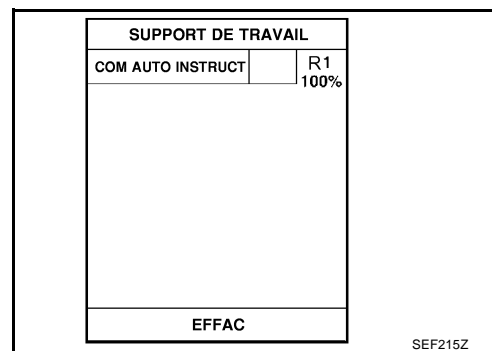 SUPPORT DE TRAVAIL
COM AUTO INSTRUCT R1
100%
EFFAC
SEF215Z